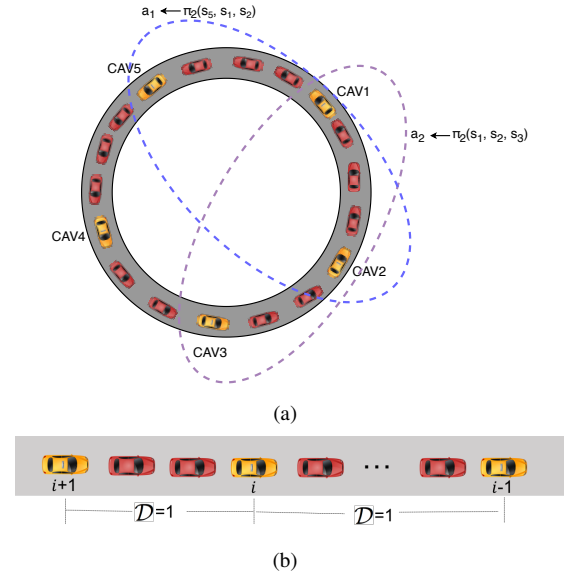 a₁ ← π₂(s₅, s₁, s₂)
CAV5
CAV1
a₂ ← π₂(s₁, s₂, s₃)
CAV4
CAV2
CAV3
(a)
...
i+1 i i-1
𝒟=1 𝒟=1
(b)